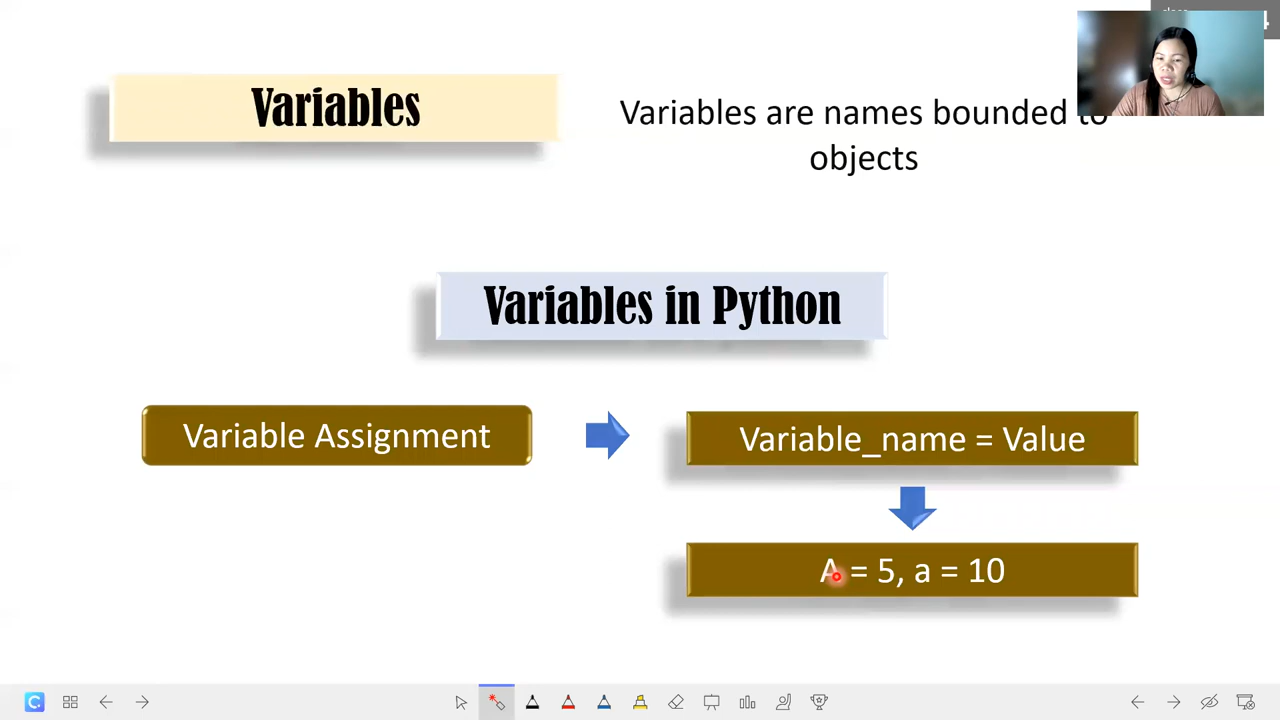 Variables
Variables are names bounded to
objects
Variables in Python
Variable Assignment
Variable_name = Value
A = 5, a = 10